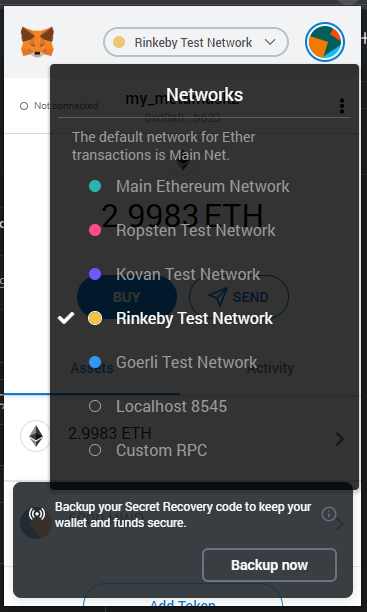 Rinkeby Test Network
Not connected
my_metamask2
0xd9a8...b623
Networks
The default network for Ether
transactions is Main Net.
Main Ethereum Network
2.9983 ETH
Ropsten Test Network
Kovan Test Network
BUY
SEND
Rinkeby Test Network
Goerli Test Network
Assets
Activity
Localhost 8545
2.9983 ETH
Custom RPC
Backup your Secret Recovery code to keep your
wallet and funds secure.
Backup now
Add Token